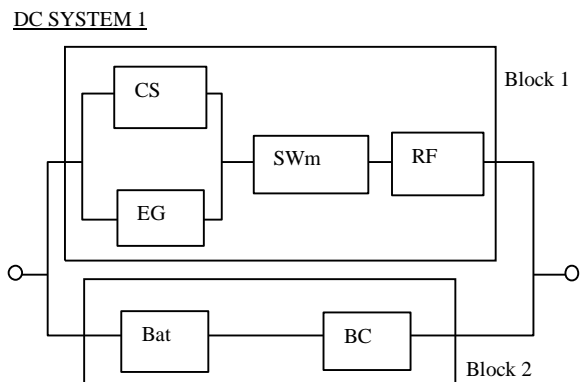 DC SYSTEM 1
Block 1
CS
SWm
RF
EG
Bat
BC
Block 2